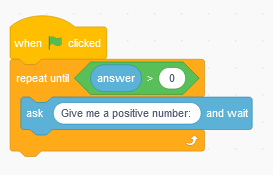 when clicked
repeat until answer > 0
ask Give me a positive number: and wait